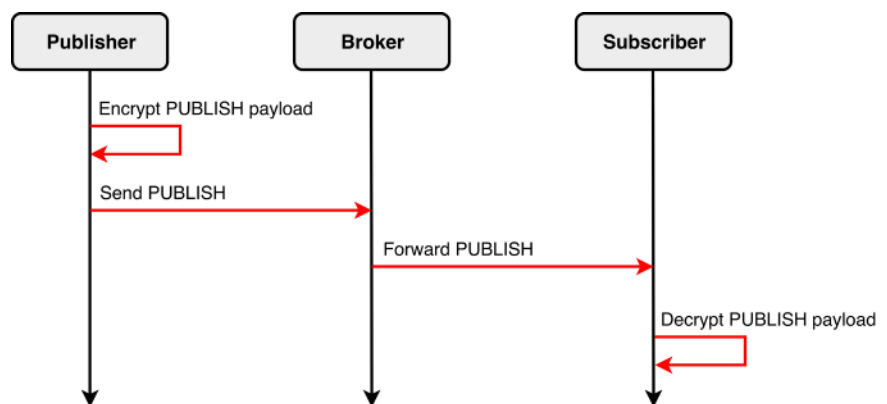 Publisher
Broker
Subscriber
Encrypt PUBLISH payload
Send PUBLISH
Forward PUBLISH
Decrypt PUBLISH payload